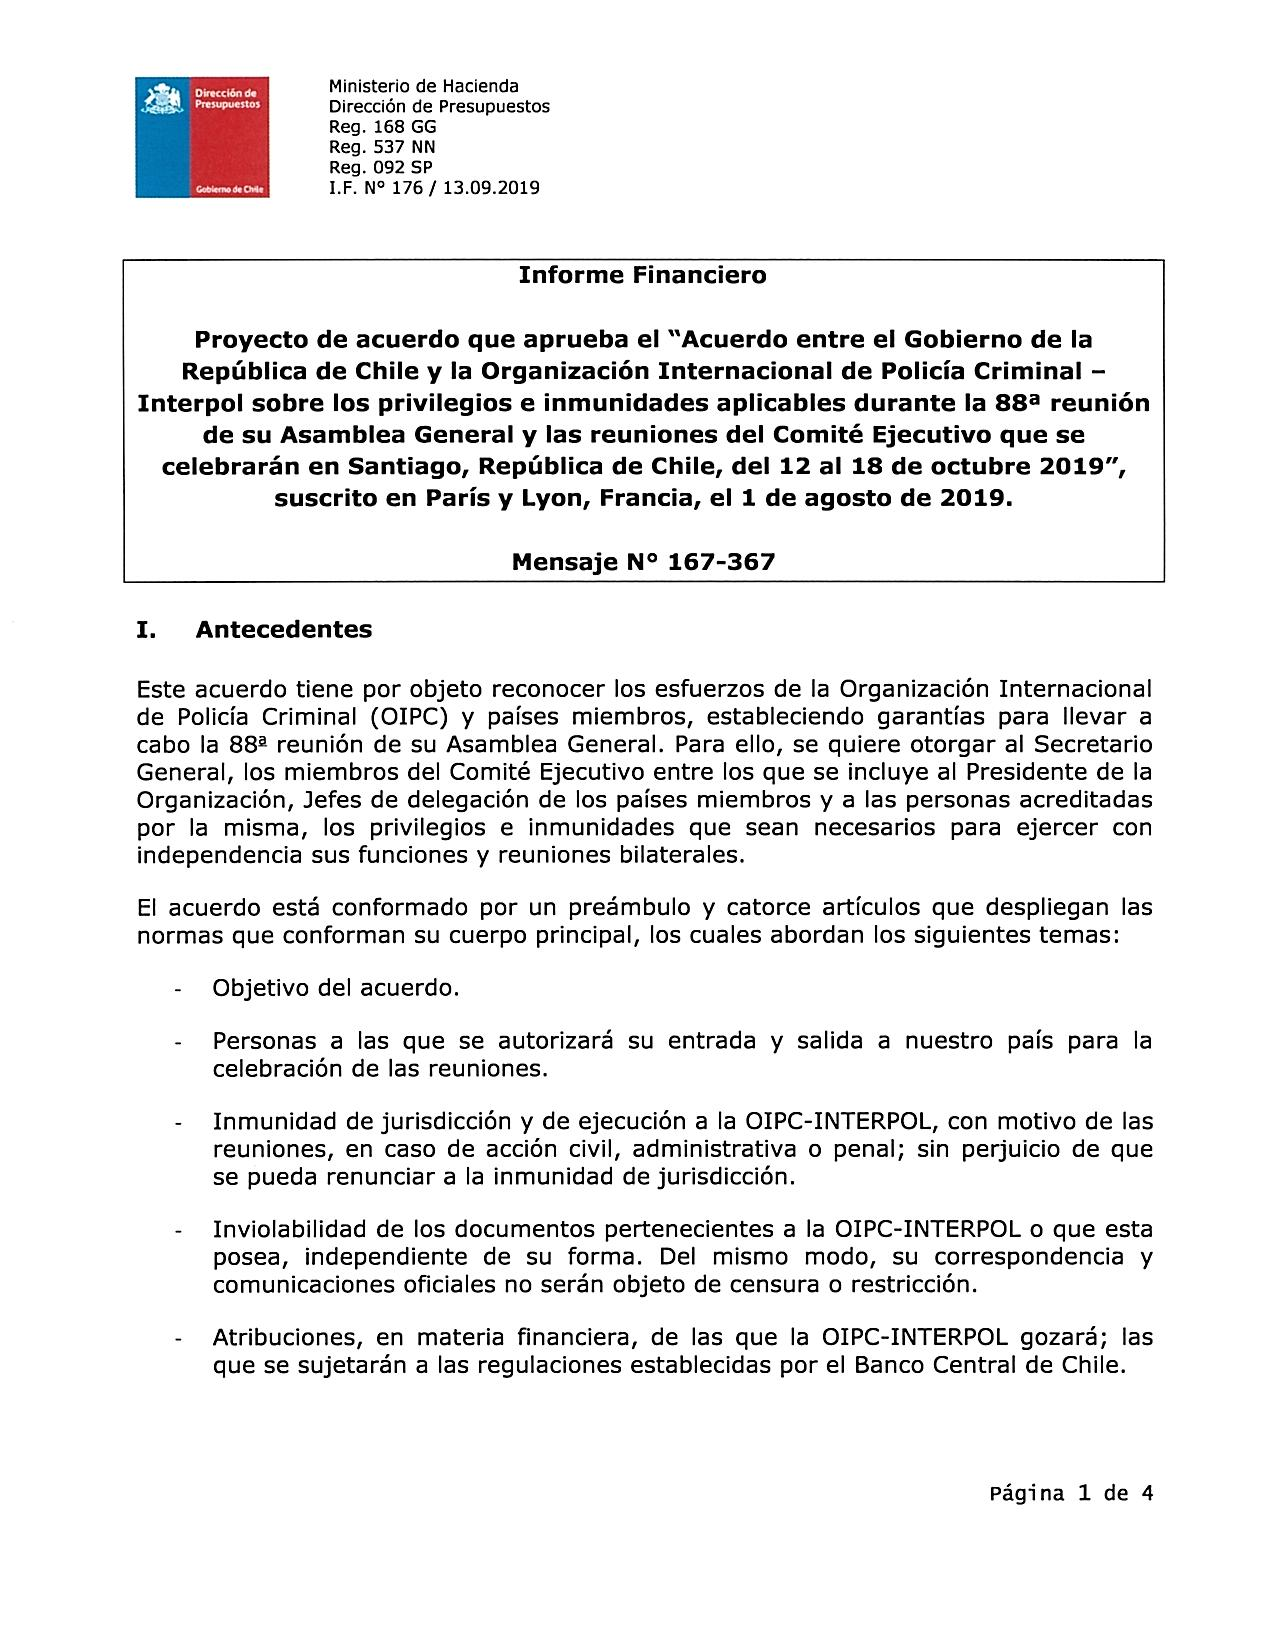 Dirección de
Presupuestos
Gobierno de Chile
Ministerio de Hacienda
Dirección de Presupuestos
Reg. 168 GG
Reg. 537 NN
Reg. 092 SP
I.F. N° 176 / 13.09.2019
Informe Financiero
Proyecto de acuerdo que aprueba el "Acuerdo entre el Gobierno de la
República de Chile y la Organización Internacional de Policía Criminal –
Interpol sobre los privilegios e inmunidades aplicables durante la 88ª reunión
de su Asamblea General y las reuniones del Comité Ejecutivo que se
celebrarán en Santiago, República de Chile, del 12 al 18 de octubre 2019",
suscrito en París y Lyon, Francia, el 1 de agosto de 2019.
Mensaje N° 167-367
I. Antecedentes
Este acuerdo tiene por objeto reconocer los esfuerzos de la Organización Internacional
de Policía Criminal (OIPC) y países miembros, estableciendo garantías para llevar a
cabo la 88ª reunión de su Asamblea General. Para ello, se quiere otorgar al Secretario
General, los miembros del Comité Ejecutivo entre los que se incluye al Presidente de la
Organización, Jefes de delegación de los países miembros y a las personas acreditadas
por la misma, los privilegios e inmunidades que sean necesarios para ejercer con
independencia sus funciones y reuniones bilaterales.
El acuerdo está conformado por un preámbulo y catorce artículos que despliegan las
normas que conforman su cuerpo principal, los cuales abordan los siguientes temas:
- Objetivo del acuerdo.
- Personas a las que se autorizará su entrada y salida a nuestro país para la
celebración de las reuniones.
- Inmunidad de jurisdicción y de ejecución a la OIPC-INTERPOL, con motivo de las
reuniones, en caso de acción civil, administrativa o penal; sin perjuicio de que
se pueda renunciar a la inmunidad de jurisdicción.
- Inviolabilidad de los documentos pertenecientes a la OIPC-INTERPOL o que esta
posea, independiente de su forma. Del mismo modo, su correspondencia y
comunicaciones oficiales no serán objeto de censura o restricción.
- Atribuciones, en materia financiera, de las que la OIPC-INTERPOL gozará; las
que se sujetarán a las regulaciones establecidas por el Banco Central de Chile.
Página 1 de 4